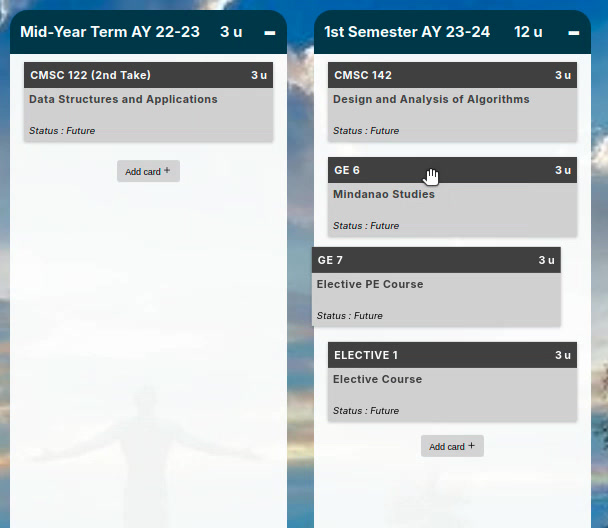 Mid-Year Term AY 22-23 3 u
CMSC 122 (2nd Take) 3 u
Data Structures and Applications
Status : Future
Add card +
1st Semester AY 23-24 12 u
CMSC 142 3 u
Design and Analysis of Algorithms
Status : Future
GE 6 3 u
Mindanao Studies
Status : Future
GE 7 3 u
Elective PE Course
Status : Future
ELECTIVE 1 3 u
Elective Course
Status : Future
Add card +